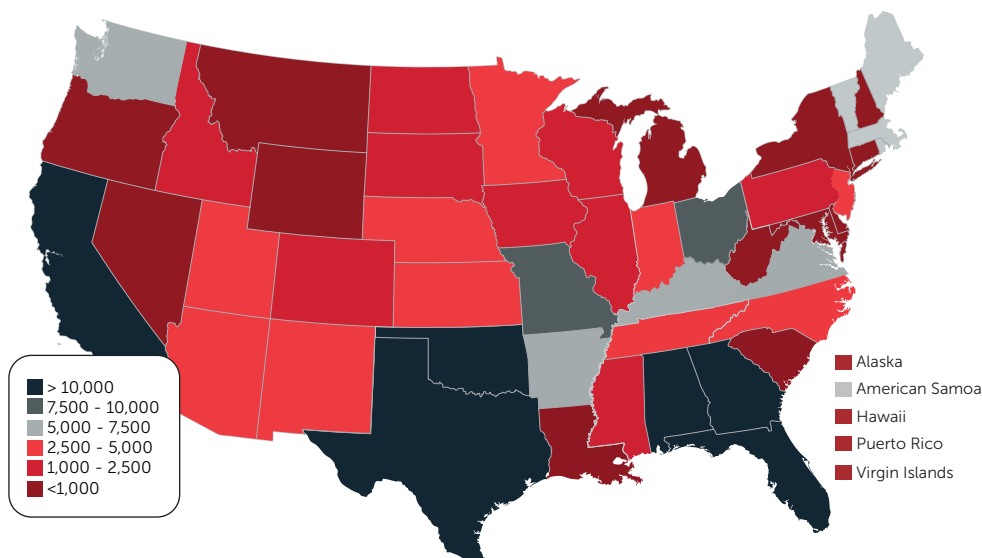 > 10,000
7,500 - 10,000
5,000 - 7,500
2,500 - 5,000
1,000 - 2,500
<1,000
Alaska
American Samoa
Hawaii
Puerto Rico
Virgin Islands